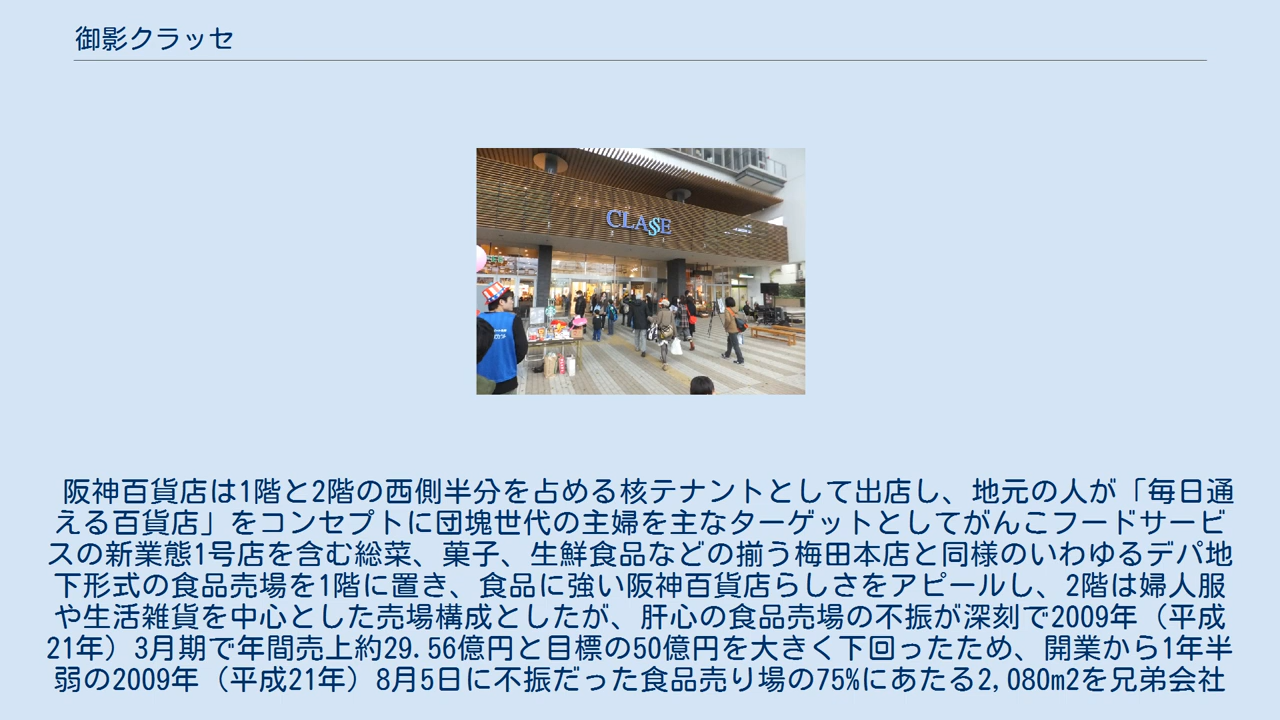 御影クラッセ
CLASSE
阪神百貨店は1階と2階の西側半分を占める核テナントとして出店し、地元の人が「毎日通
える百貨店」をコンセプトに団塊世代の主婦を主なターゲットとしてがんこフードサービ
スの新業態1号店を含む総菜、菓子、生鮮食品などの揃う梅田本店と同様のいわゆるデパ地
下形式の食品売場を1階に置き、食品に強い阪神百貨店らしさをアピールし、2階は婦人服
や生活雑貨を中心とした売場構成としたが、肝心の食品売場の不振が深刻で2009年（平成
21年）3月期で年間売上約29.56億円と目標の50億円を大きく下回ったため、開業から1年半
弱の2009年（平成21年）8月5日に不振だった食品売り場の75%にあたる2,080m2を兄弟会社